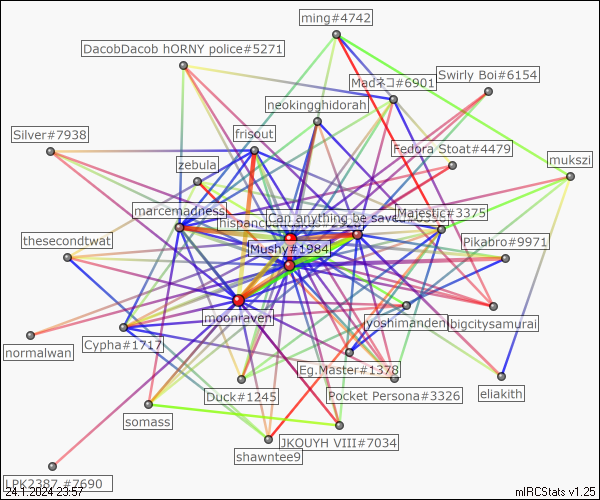 ming#4742
DacobDacob hORNY police#5271
Swirly Boi#6154
Madネコ#6901
neokingghidorah
Silver#7938
frisout
Fedora Stoat#4479
zebula
mukszi
marcemadness
Can anything be save
Majestic#3375
thesecondtwat
Mushy#1984
Pikabro#9971
moonraven
yoshimanden
bigcitysamurai
normalwan
Cypha#1717
Eg.Master#1378
Duck#1245
Pocket Persona#3326
eliakith
somass
JKOUYH VIII#7034
shawntee9
LPK2387_#7690
24.1.2024 23:57
mIRCStats v1.25